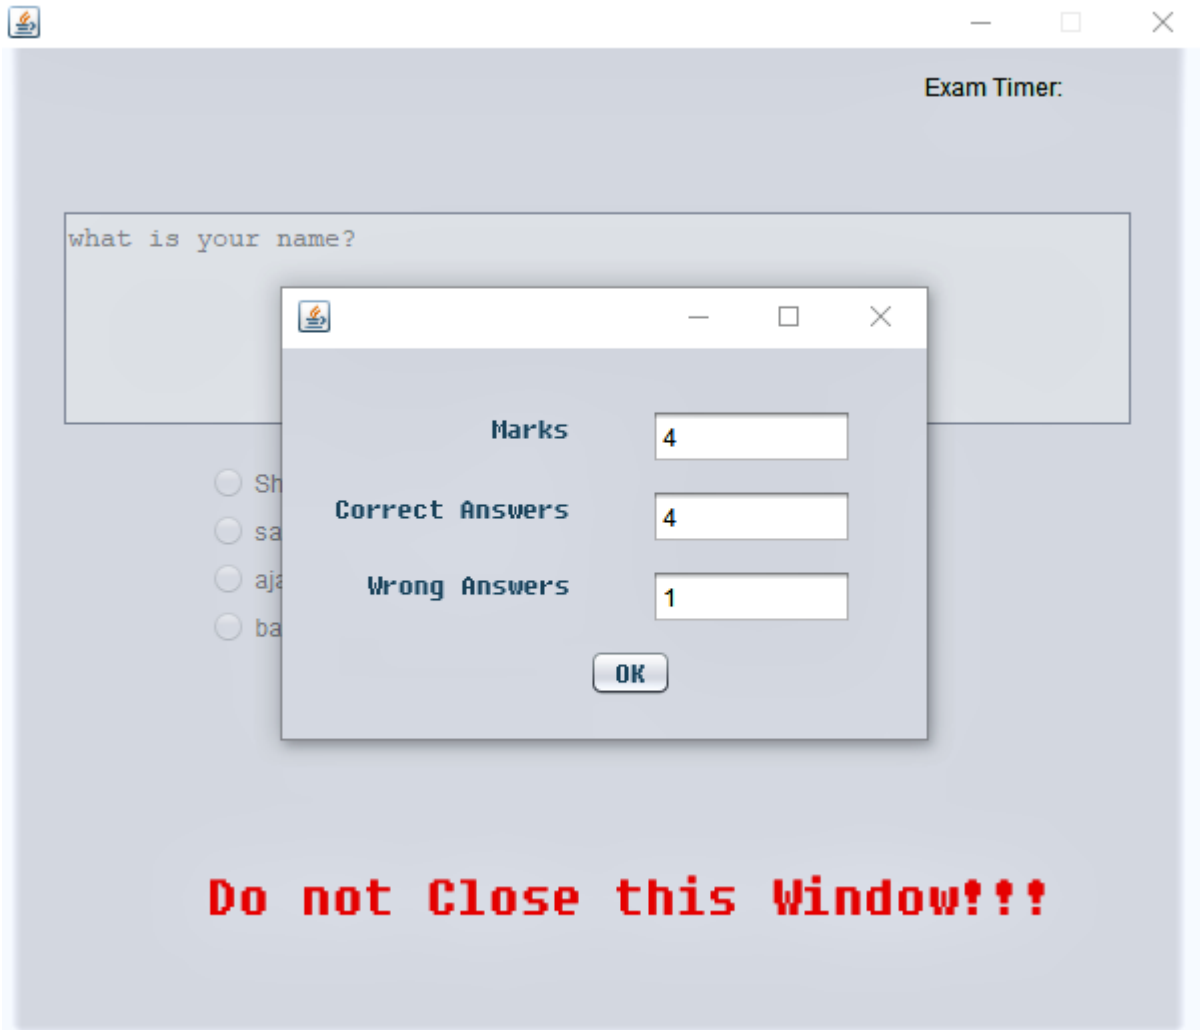 Exam Timer:
what is your name?
Marks
4
Correct Answers
4
Wrong Answers
1
OK
Sh
sa
aja
ba
Do not Close this Window!!!